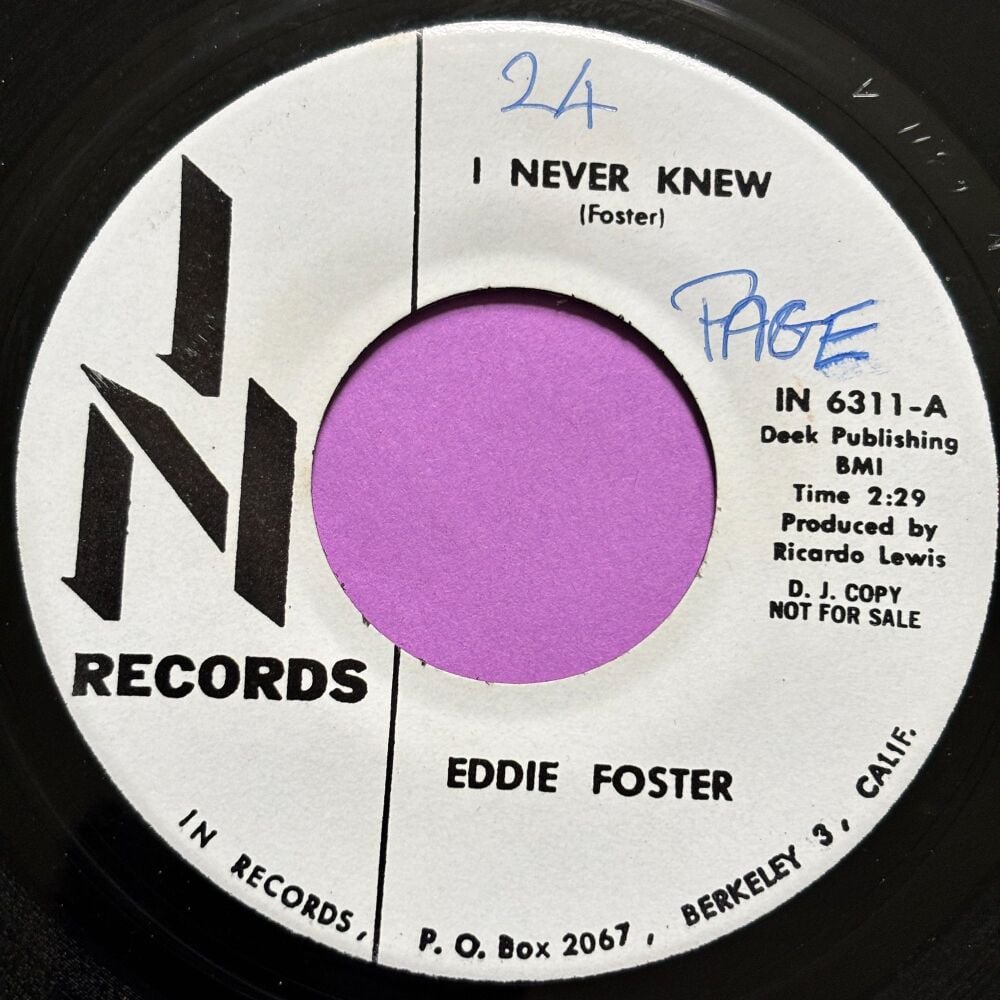 24
I NEVER KNEW
(Foster)
PAGE
IN
RECORDS
IN 6311-A
Deek Publishing
BMI
Time 2:29
Produced by
Ricardo Lewis
D. J. COPY
NOT FOR SALE
EDDIE FOSTER
IN RECORDS, P. O. Box 2067, BERKELEY 3, CALIF.